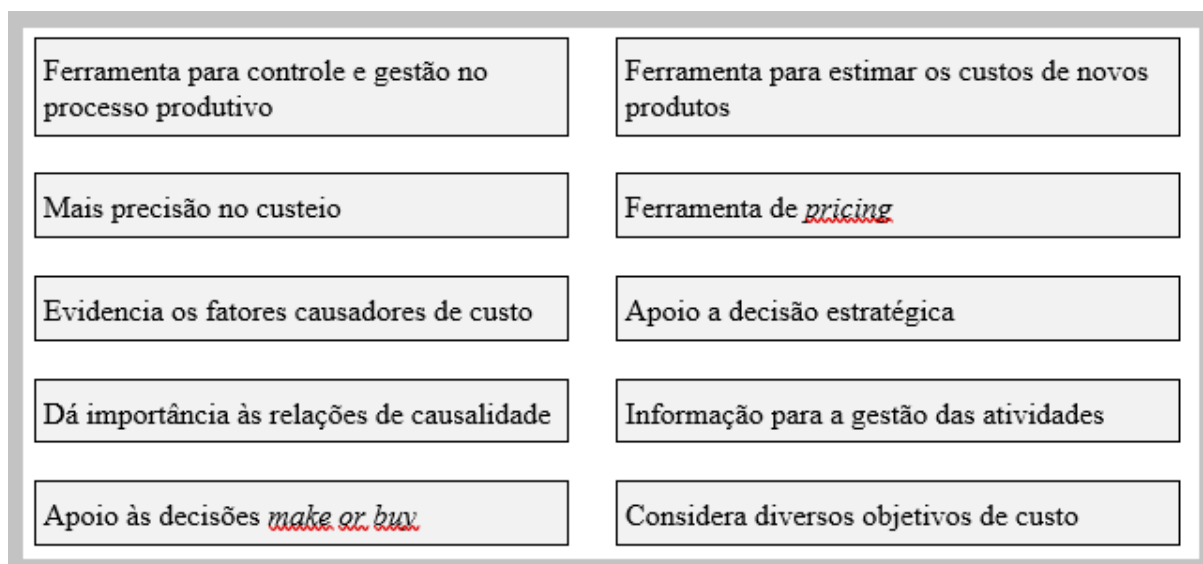 Ferramenta para controle e gestão no
processo produtivo
Ferramenta para estimar os custos de novos
produtos
Mais precisão no custeio
Ferramenta de pricing
Evidencia os fatores causadores de custo
Apoio a decisão estratégica
Dá importância às relações de causalidade
Informação para a gestão das atividades
Apoio às decisões make or buy
Considera diversos objetivos de custo